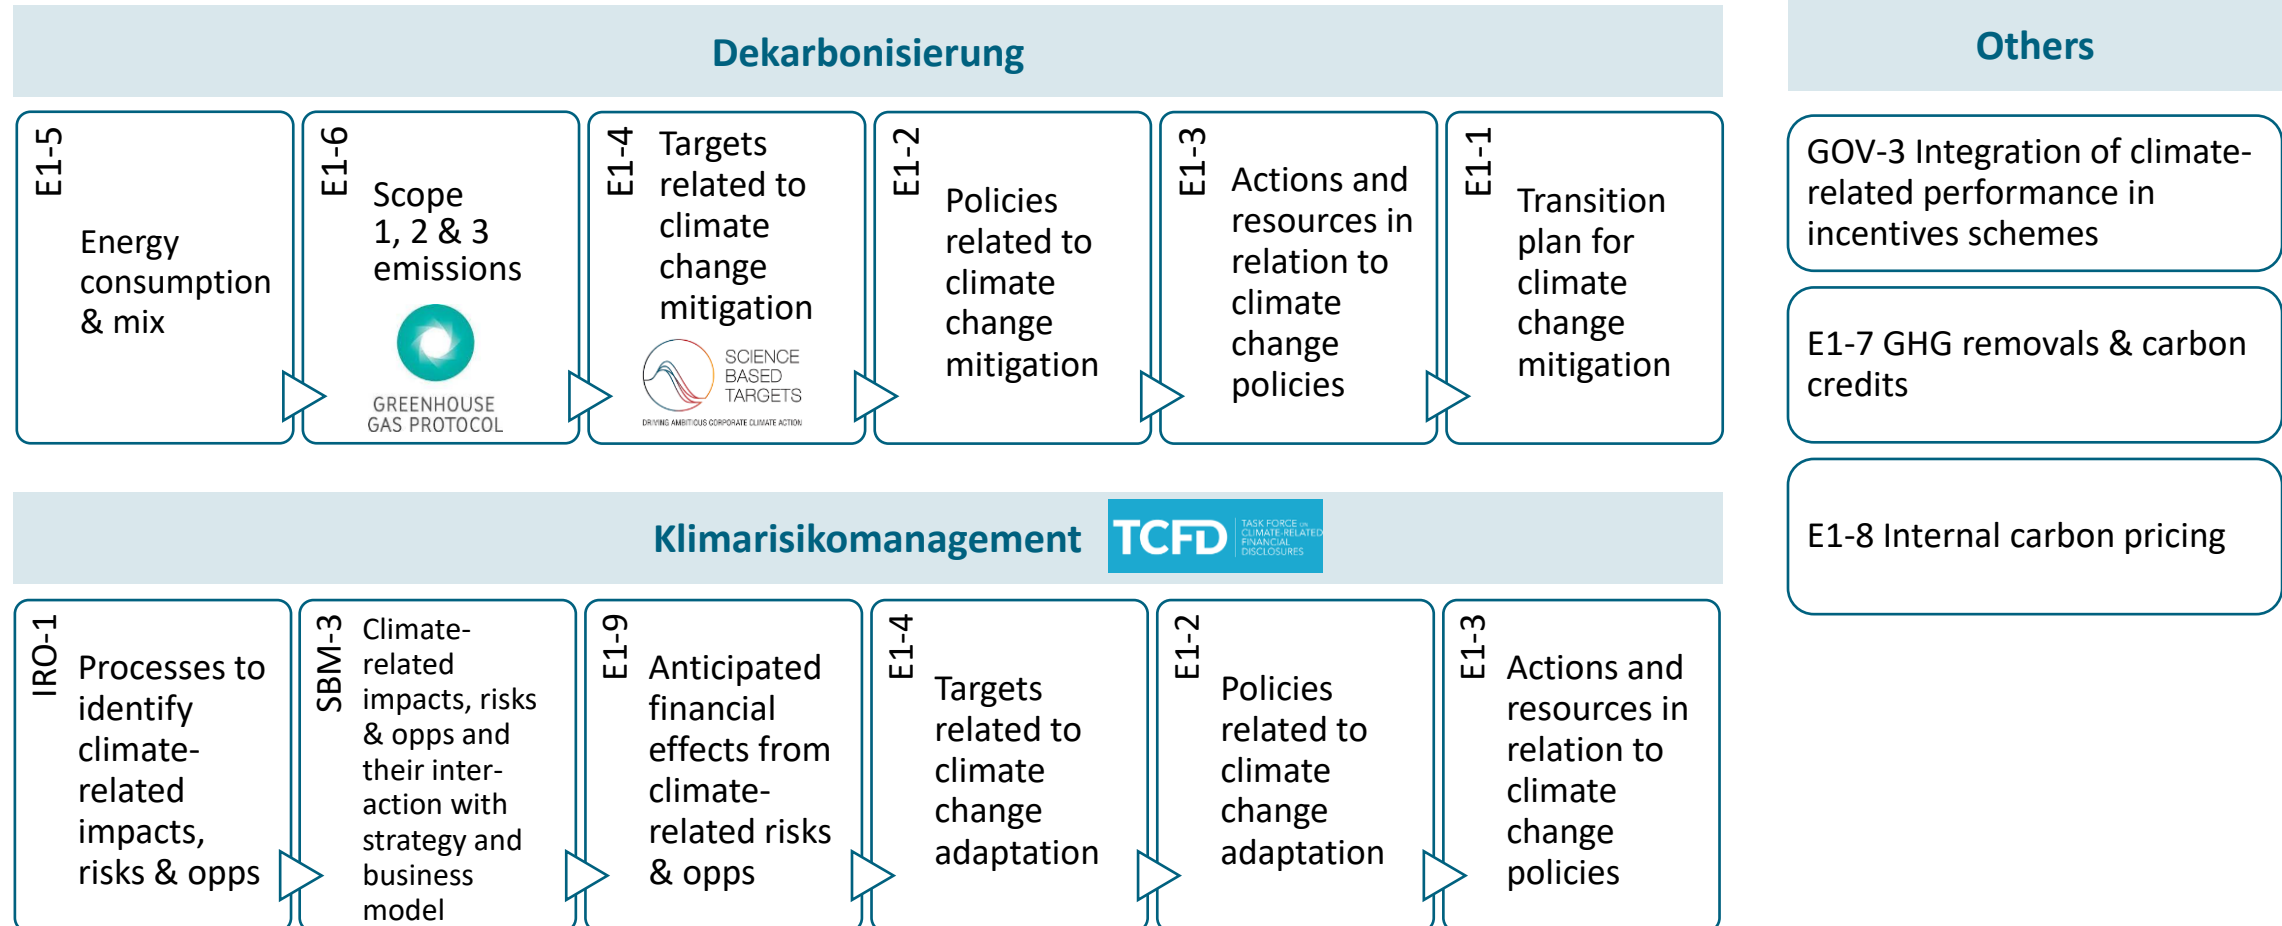 Dekarbonisierung
E1-5
Energy
consumption
& mix
E1-6
Scope
1, 2 & 3
emissions
GREENHOUSE
GAS PROTOCOL
E1-4
Targets
related to
climate
change
mitigation
SCIENCE
BASED
TARGETS
DRIVING AMBITIOUS CORPORATE CLIMATE ACTION
E1-2
Policies
related to
climate
change
mitigation
E1-3
Actions and
resources in
relation to
climate
change
policies
E1-1
Transition
plan for
climate
change
mitigation
Others
GOV-3 Integration of climate-
related performance in
incentives schemes
E1-7 GHG removals & carbon
credits
E1-8 Internal carbon pricing
Klimarisikomanagement
TCFD
TASK FORCE ON
CLIMATE-RELATED
FINANCIAL
DISCLOSURES
IRO-1
Processes to
identify
climate-
related
impacts,
risks & opps
SBM-3
Climate-
related
impacts, risks
& opps and
their inter-
action with
strategy and
business
model
E1-9
Anticipated
financial
effects from
climate-
related risks
& opps
E1-4
Targets
related to
climate
change
adaptation
E1-2
Policies
related to
climate
change
adaptation
E1-3
Actions and
resources in
relation to
climate
change
policies